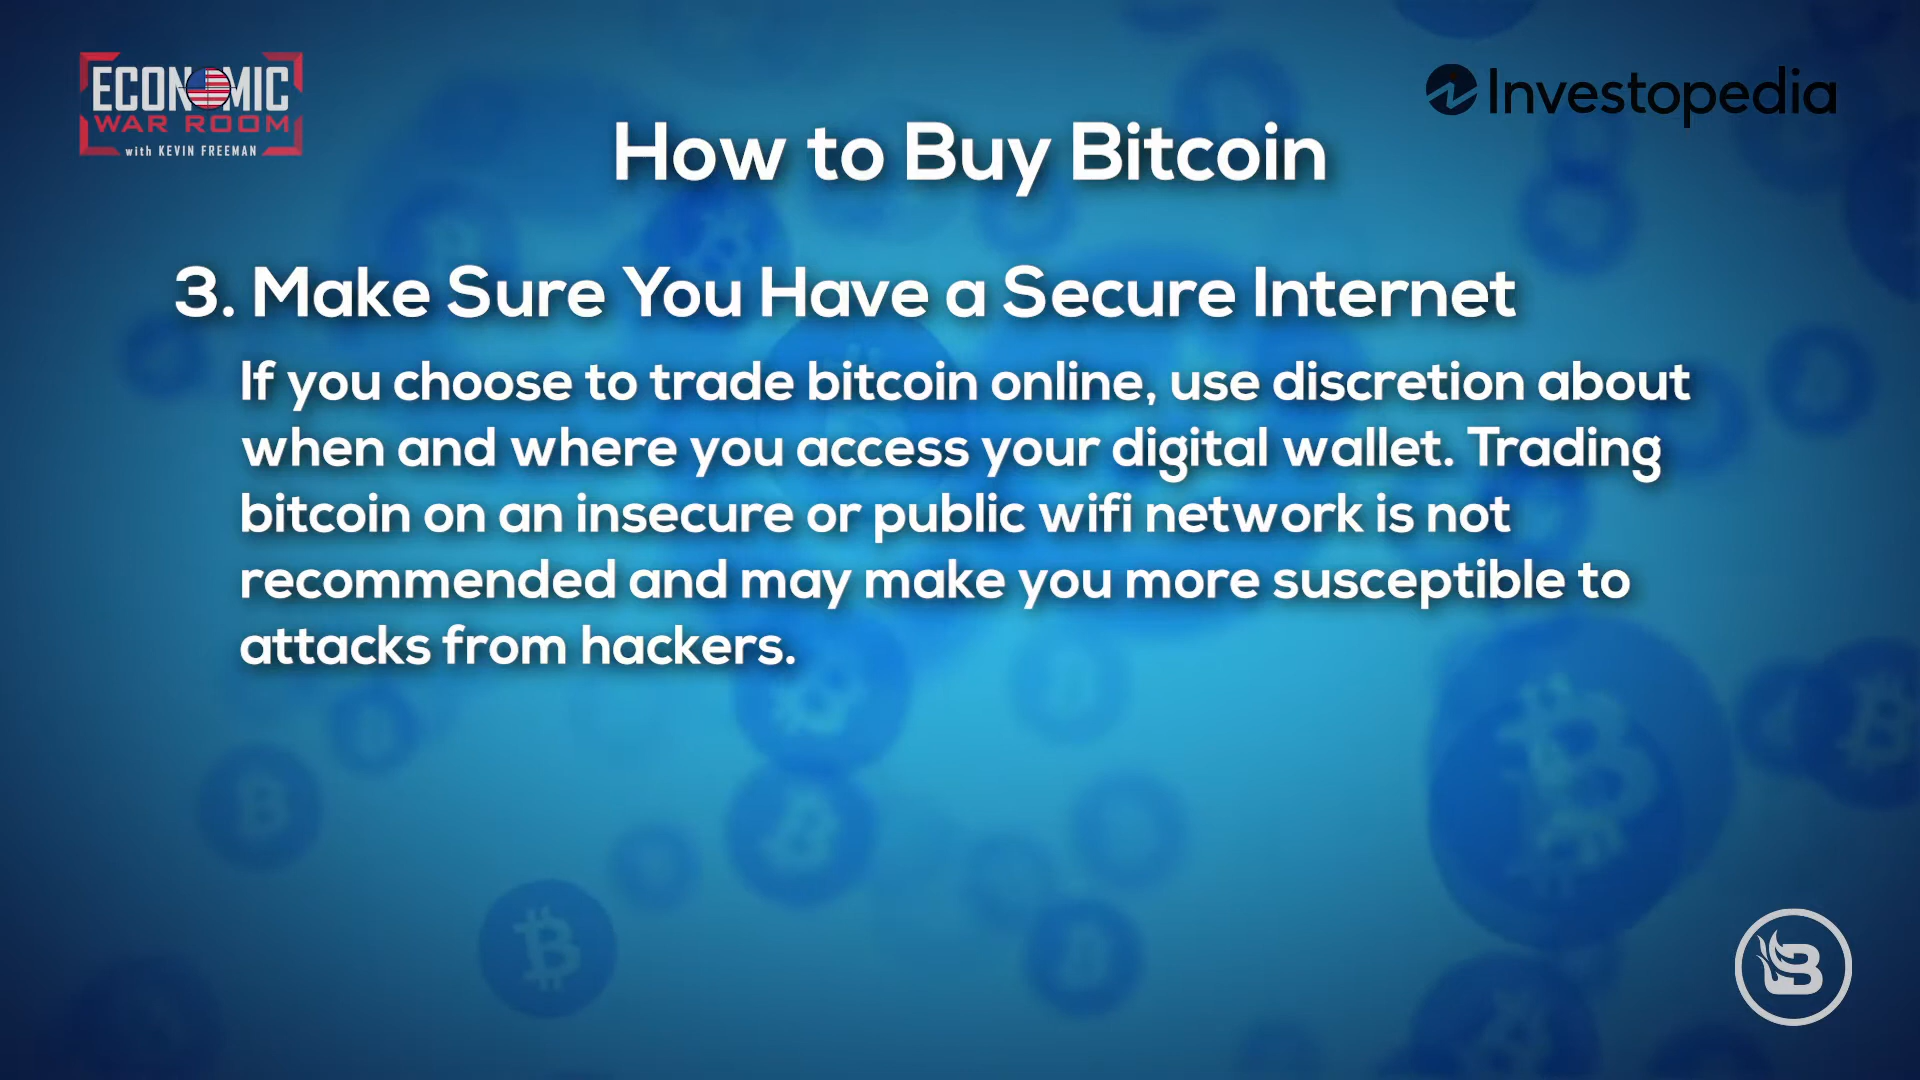 ECONOMIC
WAR ROOM
with KEVIN FREEMAN
Investopedia
How to Buy Bitcoin
3. Make Sure You Have a Secure Internet
If you choose to trade bitcoin online, use discretion about
when and where you access your digital wallet. Trading
bitcoin on an insecure or public wifi network is not
recommended and may make you more susceptible to
attacks from hackers.
B